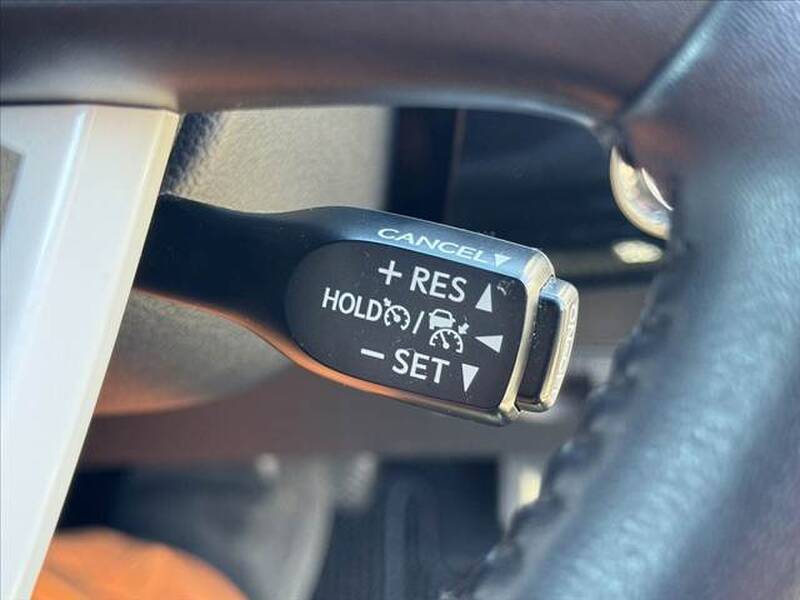 CANCEL▼
+ RES ▲
HOLD / ◀
− SET ▼